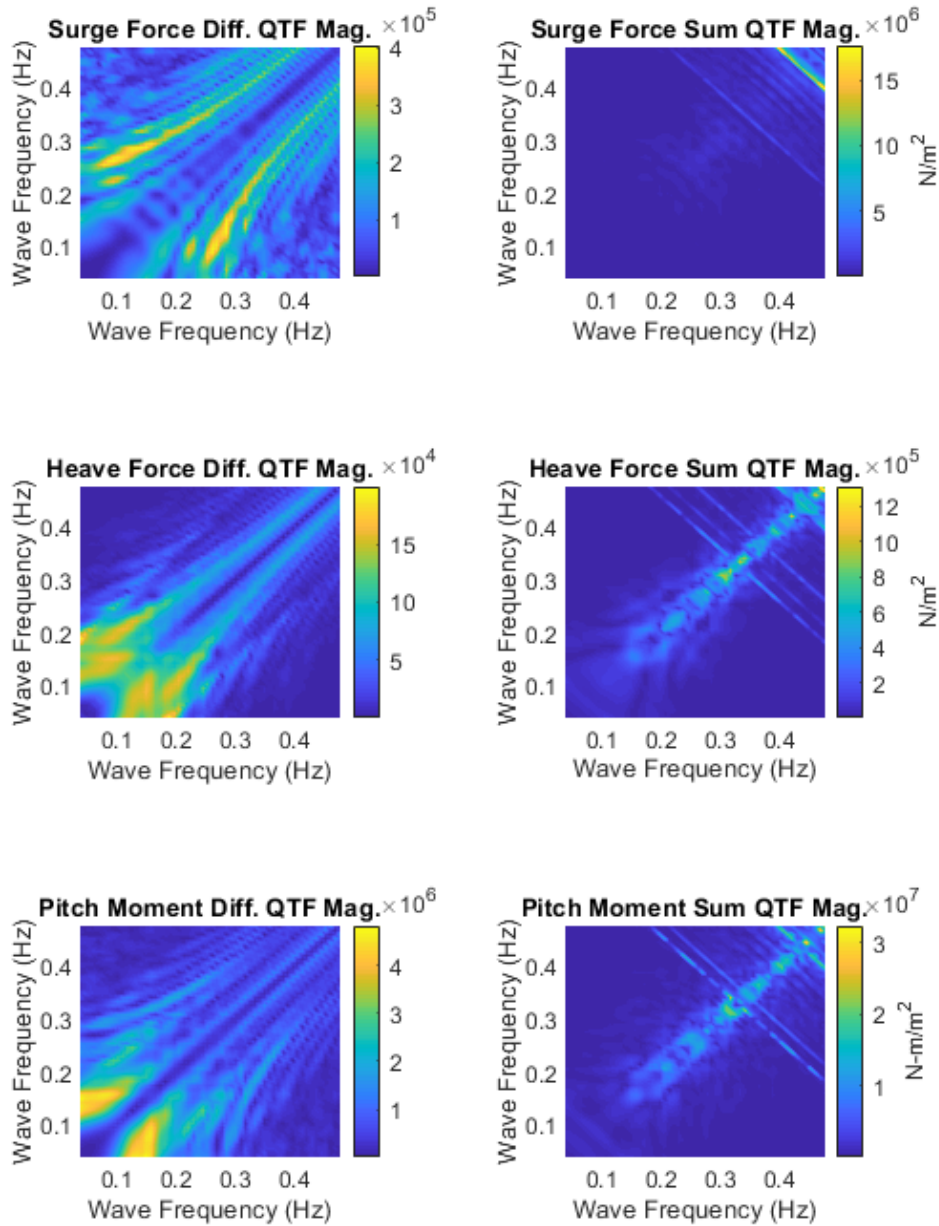 Surge Force Diff. QTF Mag.
×10^5
Wave Frequency (Hz)
0.4
0.3
0.2
0.1
0.1 0.2 0.3 0.4
Wave Frequency (Hz)
4
3
2
1
Surge Force Sum QTF Mag.
×10^6
Wave Frequency (Hz)
0.4
0.3
0.2
0.1
0.1 0.2 0.3 0.4
Wave Frequency (Hz)
15
10
5
N/m^2
Heave Force Diff. QTF Mag.
×10^4
Wave Frequency (Hz)
0.4
0.3
0.2
0.1
0.1 0.2 0.3 0.4
Wave Frequency (Hz)
15
10
5
Heave Force Sum QTF Mag.
×10^5
Wave Frequency (Hz)
0.4
0.3
0.2
0.1
0.1 0.2 0.3 0.4
Wave Frequency (Hz)
12
10
8
6
4
2
N/m^2
Pitch Moment Diff. QTF Mag.
×10^6
Wave Frequency (Hz)
0.4
0.3
0.2
0.1
0.1 0.2 0.3 0.4
Wave Frequency (Hz)
4
3
2
1
Pitch Moment Sum QTF Mag.
×10^7
Wave Frequency (Hz)
0.4
0.3
0.2
0.1
0.1 0.2 0.3 0.4
Wave Frequency (Hz)
3
2
1
N-m/m^2